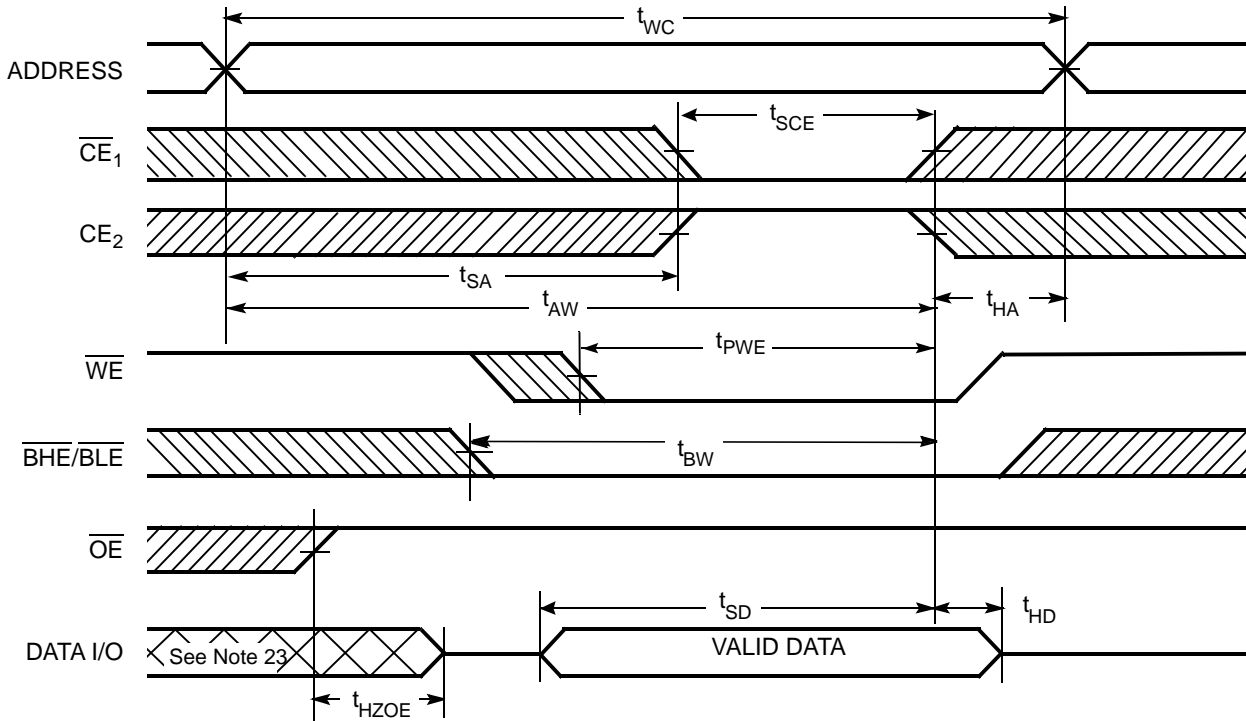 tWC
ADDRESS
tSCE
CE1
CE2
tSA
tAW
tHA
tPWE
WE
BHE/BLE
tBW
OE
tSD
tHD
DATA I/O
See Note 23
VALID DATA
tHZOE